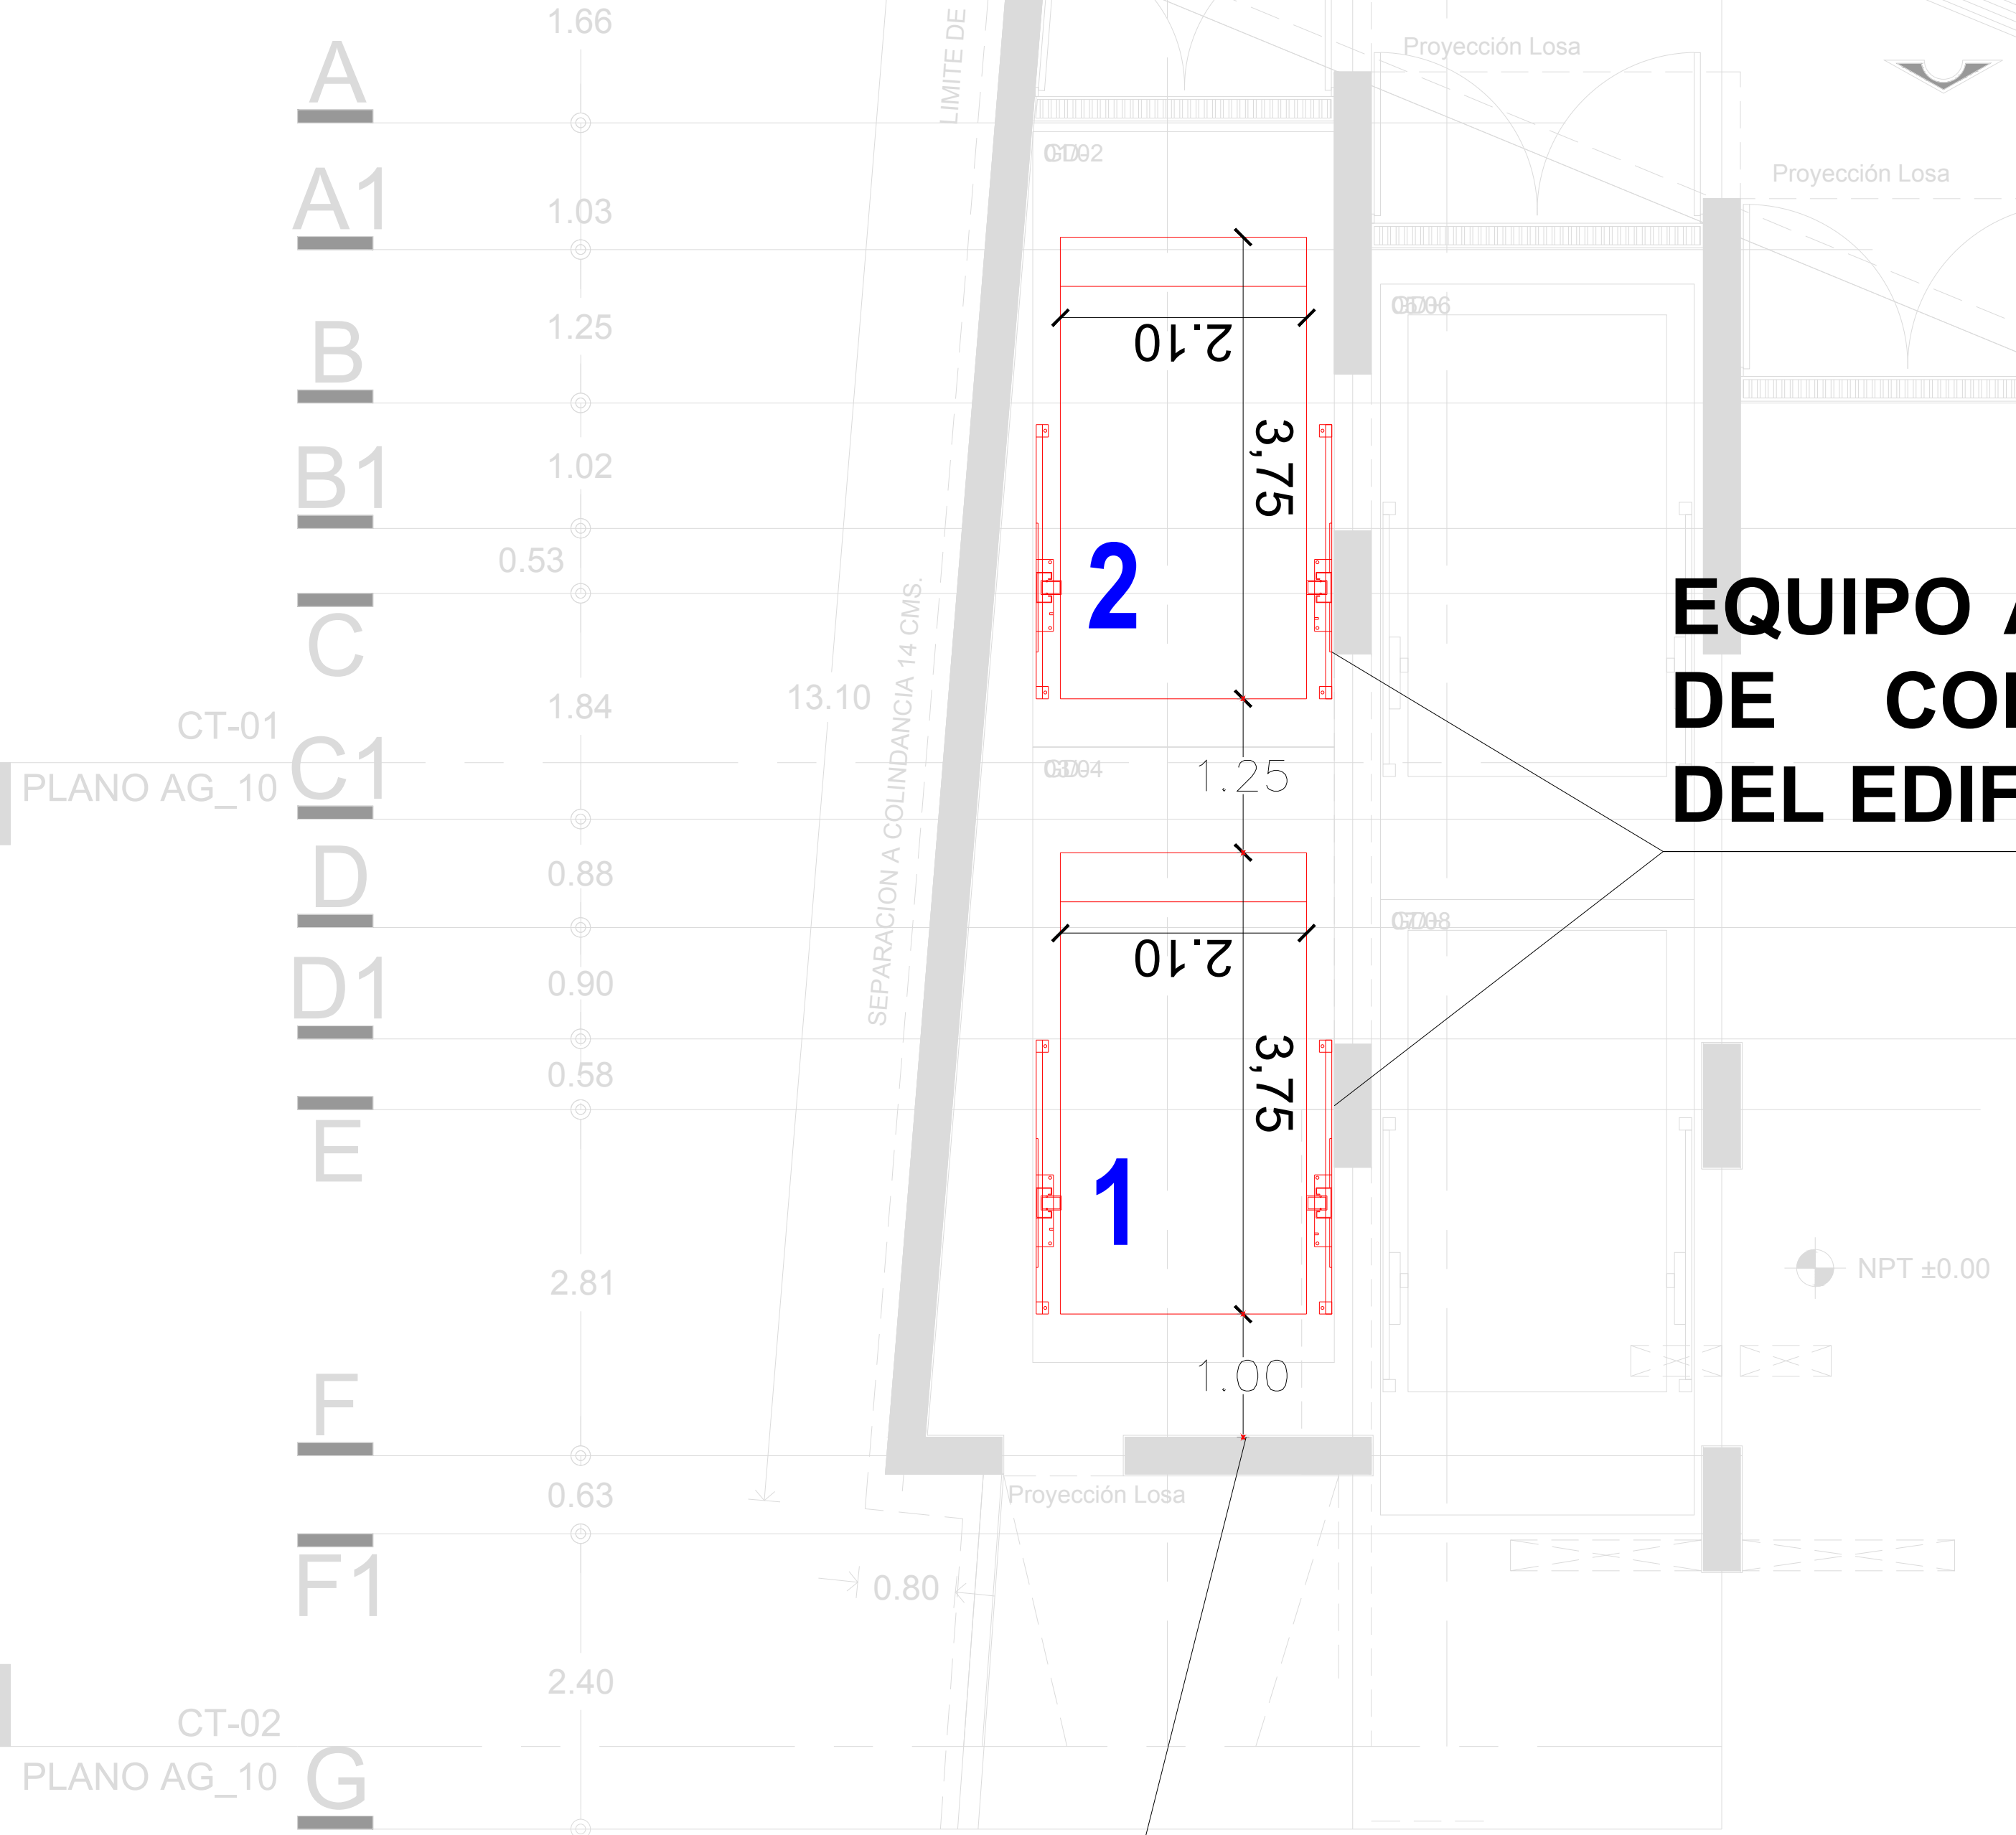 1.66
A
LIMITE DE
Proyección Losa
Proyección Losa
A1
1.03
B
1.25
2.10
3,75
B1
1.02
2
0.53
C
1.84
13.10
SEPARACION A COLINDANCIA 14 CMS.
EQUIPO
DE
DEL
CT-01
PLANO AG_10
C1
1.25
D
0.88
2.10
D1
0.90
3,75
0.58
E
1
2.81
NPT ±0.00
1.00
F
0.63
Proyección Losa
F1
0.80
2.40
CT-02
PLANO AG_10
G